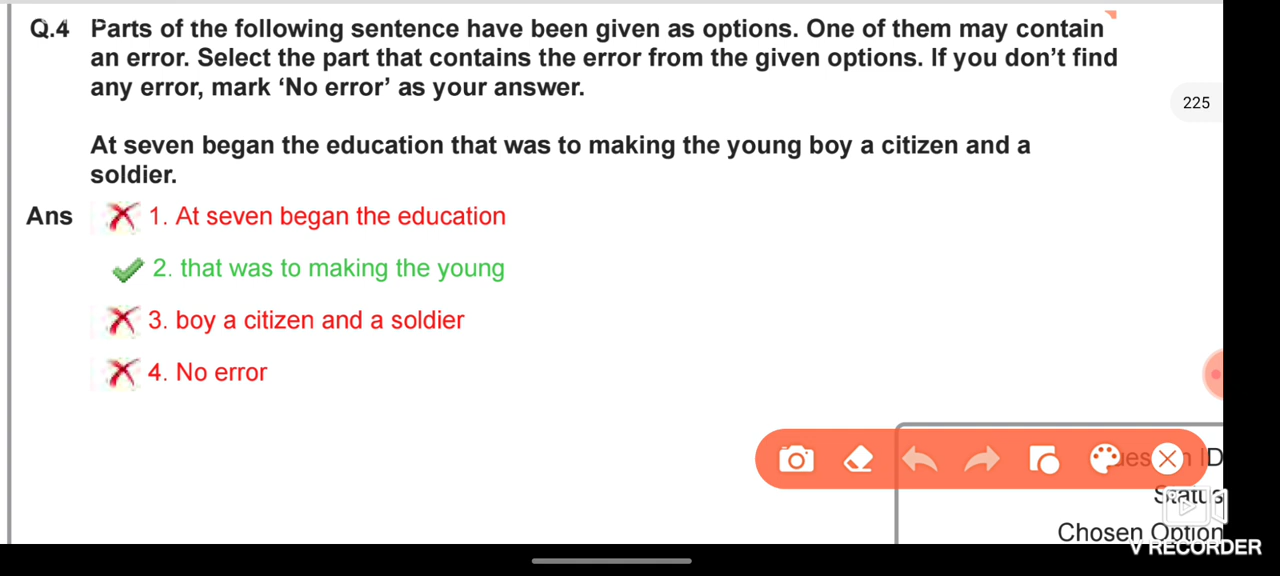 Q.4 Parts of the following sentence have been given as options. One of them may contain
an error. Select the part that contains the error from the given options. If you don't find
any error, mark 'No error' as your answer.
225
At seven began the education that was to making the young boy a citizen and a
soldier.
Ans 1. At seven began the education
2. that was to making the young
3. boy a citizen and a soldier
4. No error
ID
Status
Chosen Option
V RECORDER